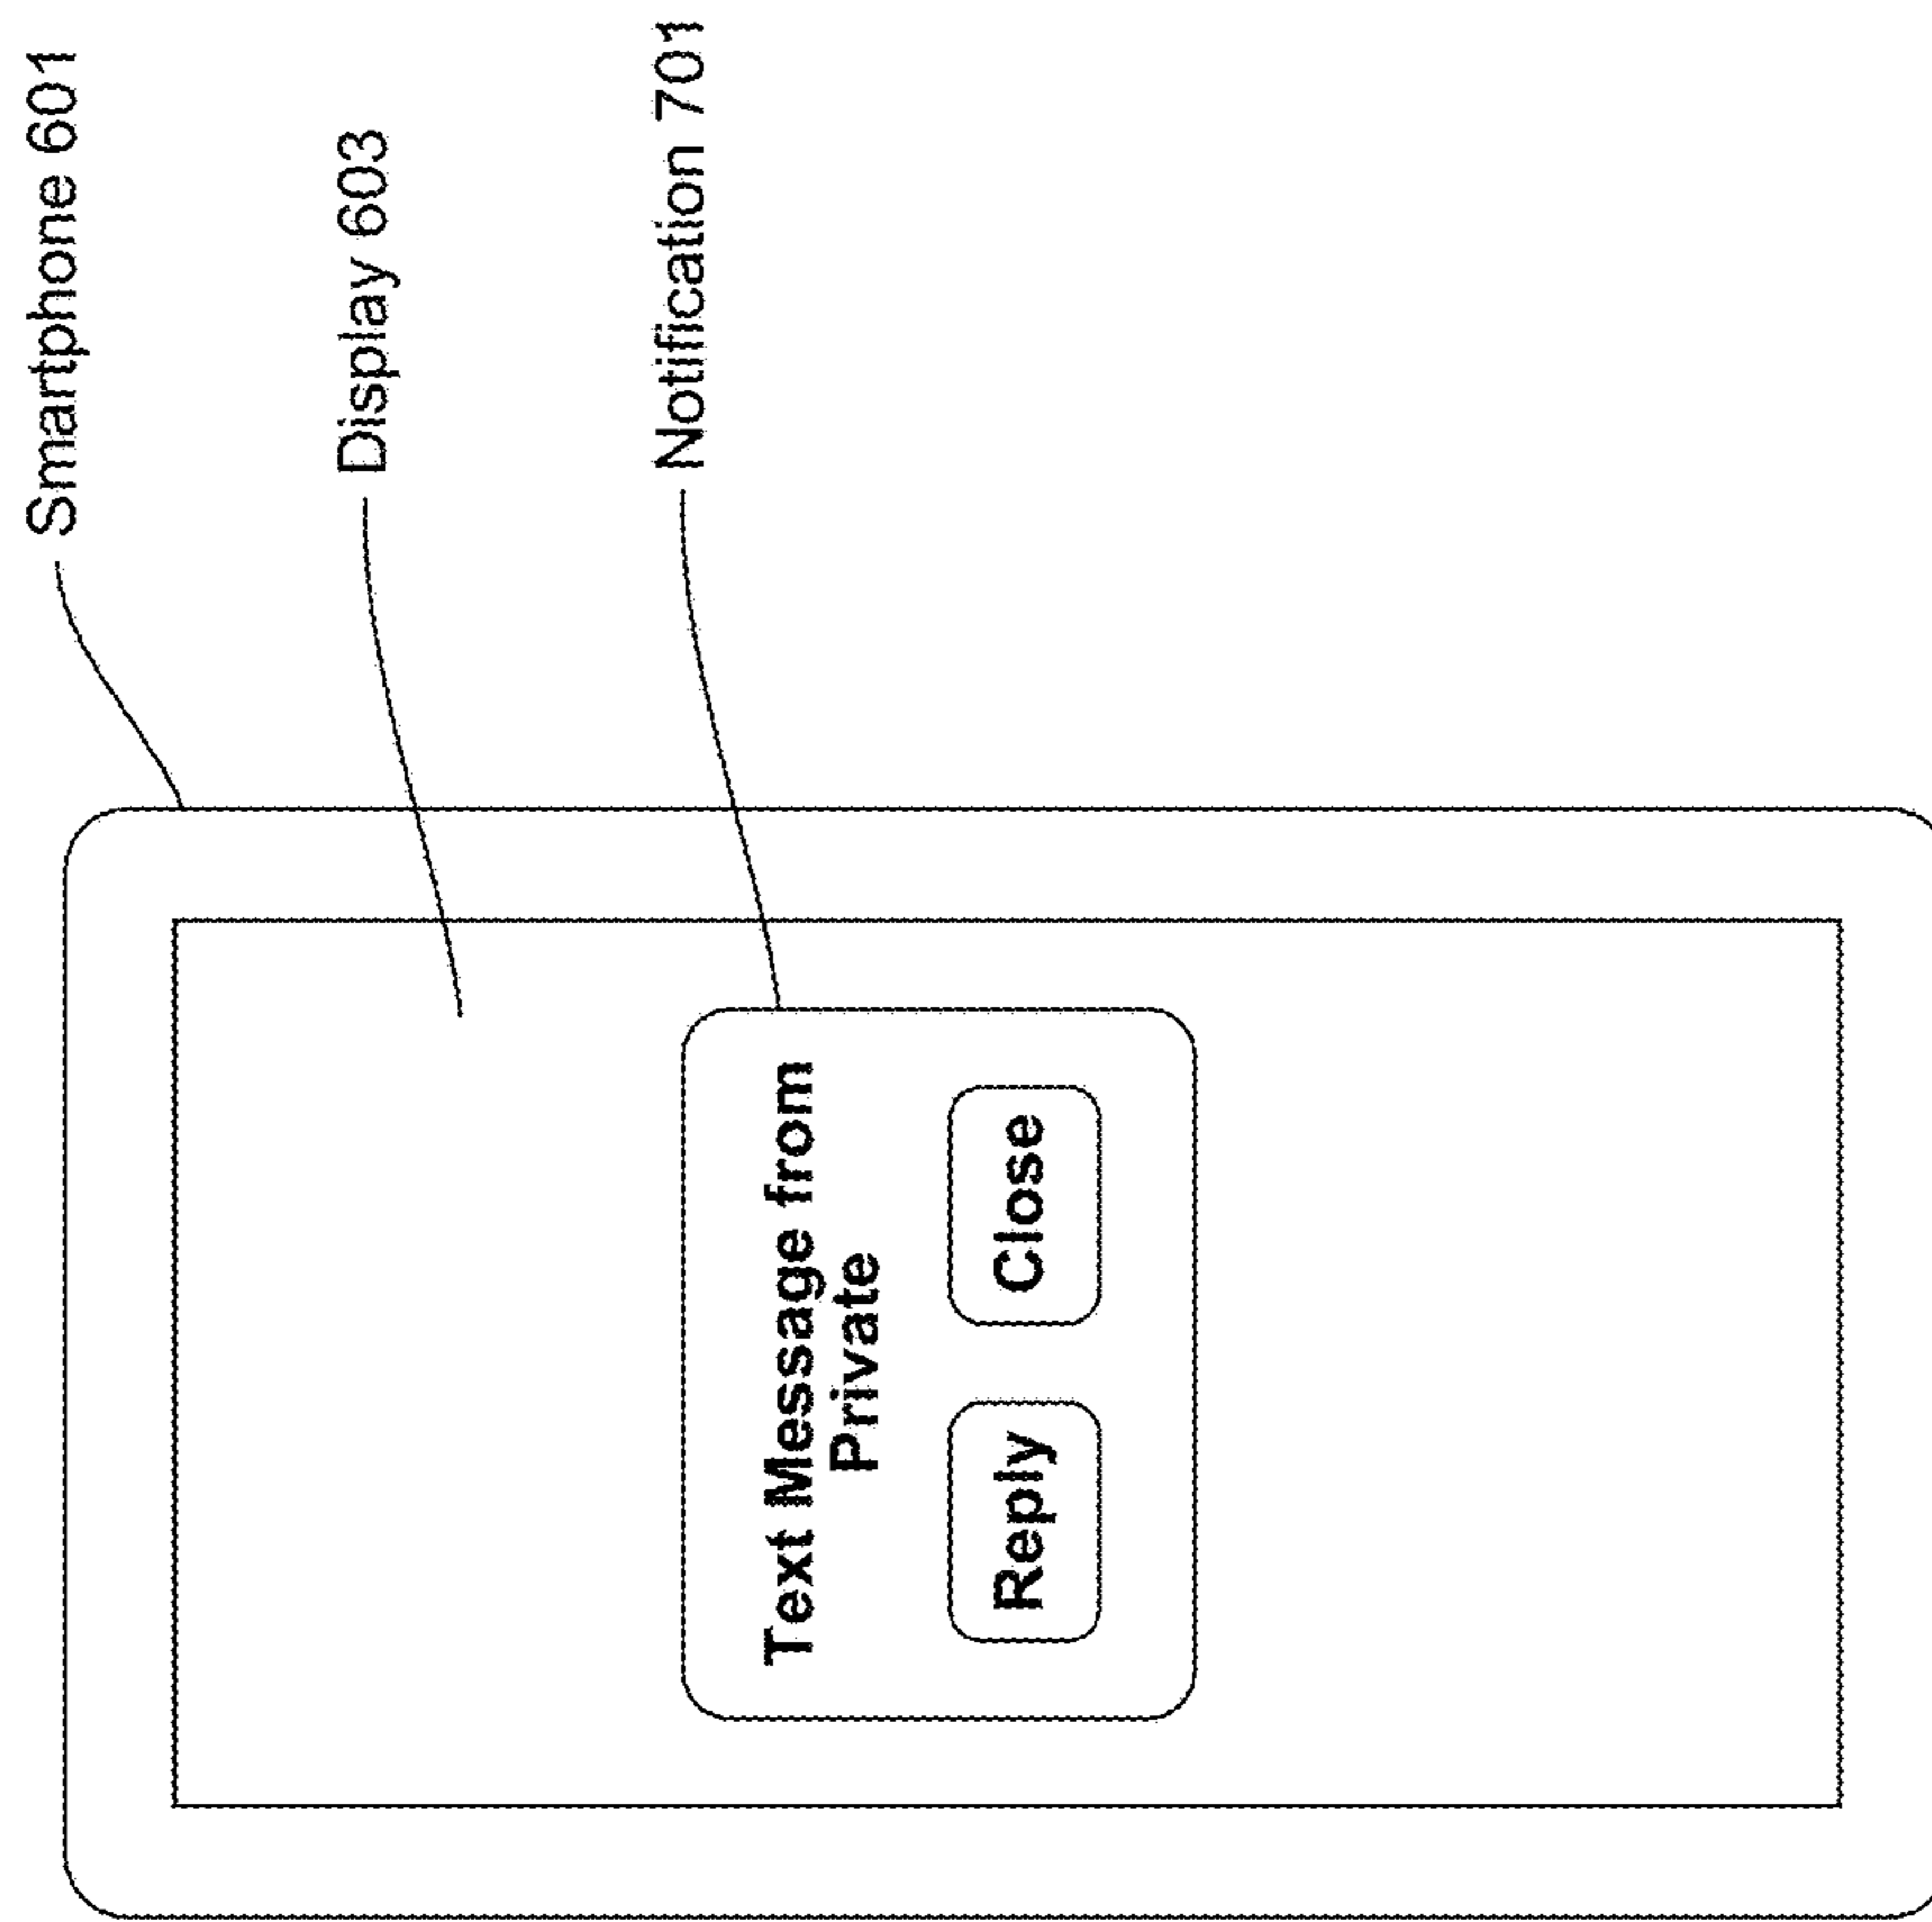 Smartphone 601
Display 603
Notification 701
Text Message from
Private
Reply
Close